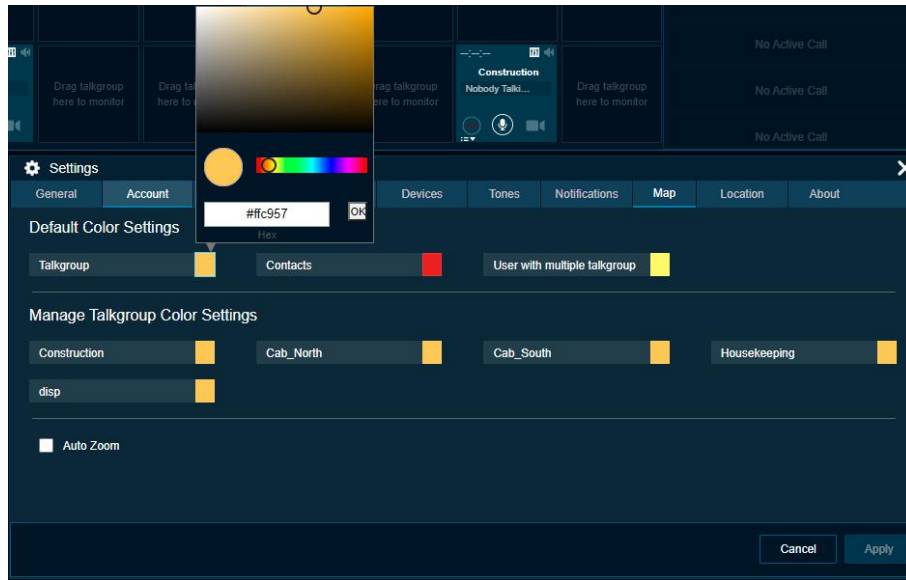 No Active Call
--:--:--
Construction
Drag talkgroup
here to monitor
Drag tal
here to
rag talkgroup
ere to monitor
Nobody Talki...
Drag talkgroup
here to monitor
No Active Call
No Active Call
Settings
General Account Devices Tones Notifications Map Location About
#ffc957 OK
Hex
Default Color Settings
Talkgroup Contacts User with multiple talkgroup
Manage Talkgroup Color Settings
Construction Cab_North Cab_South Housekeeping
disp
Auto Zoom
Cancel Apply